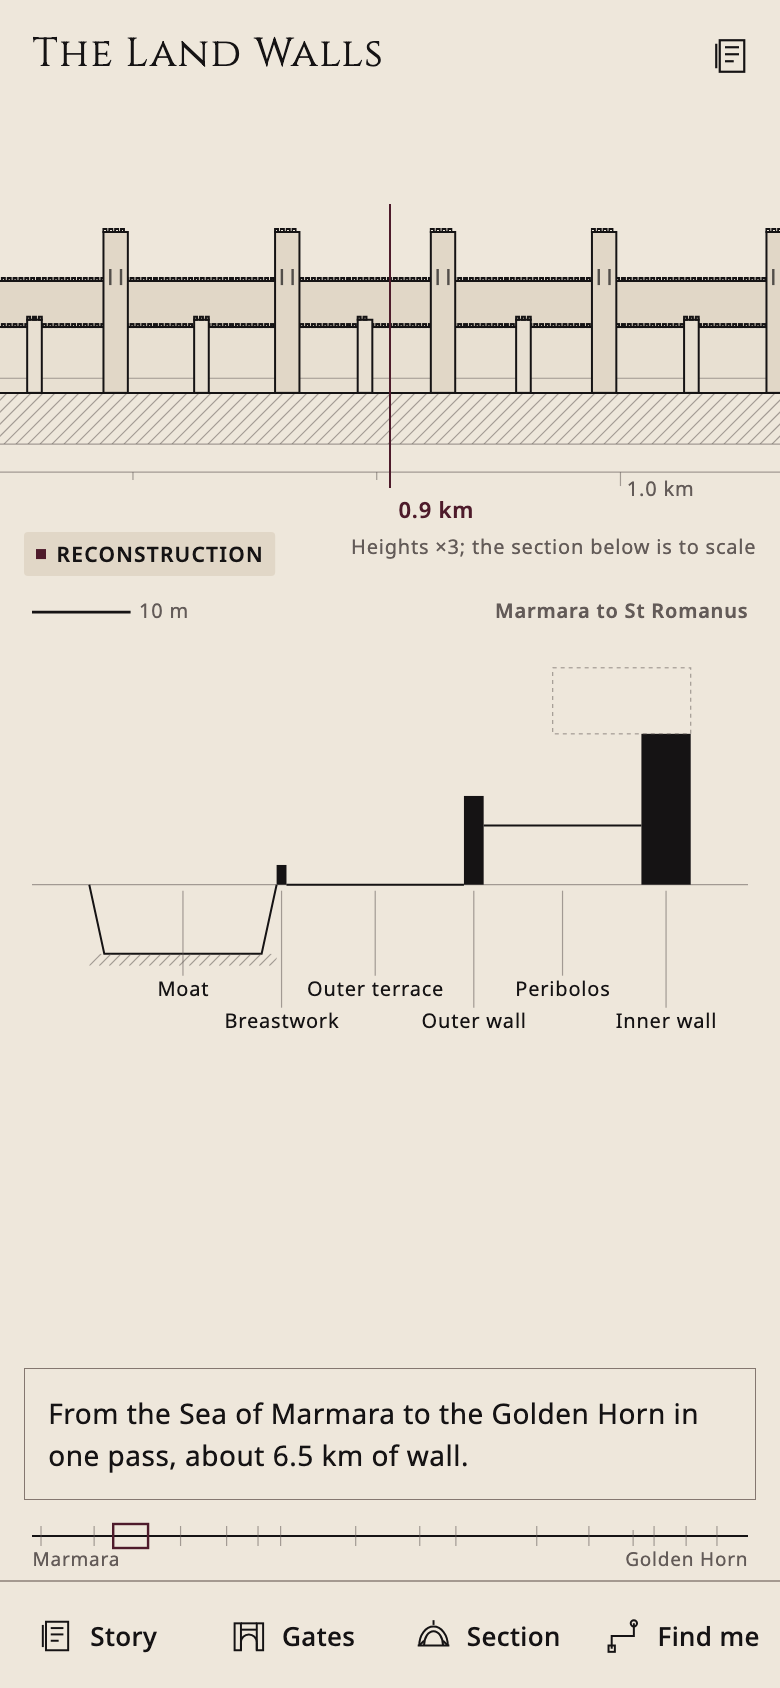 THE LAND WALLS
1.0 km
0.9 km
RECONSTRUCTION
Heights ×3; the section below is to scale
10 m
Marmara to St Romanus
Moat
Outer terrace
Peribolos
Breastwork
Outer wall
Inner wall
From the Sea of Marmara to the Golden Horn in
one pass, about 6.5 km of wall.
Marmara
Golden Horn
Story
Gates
Section
Find me